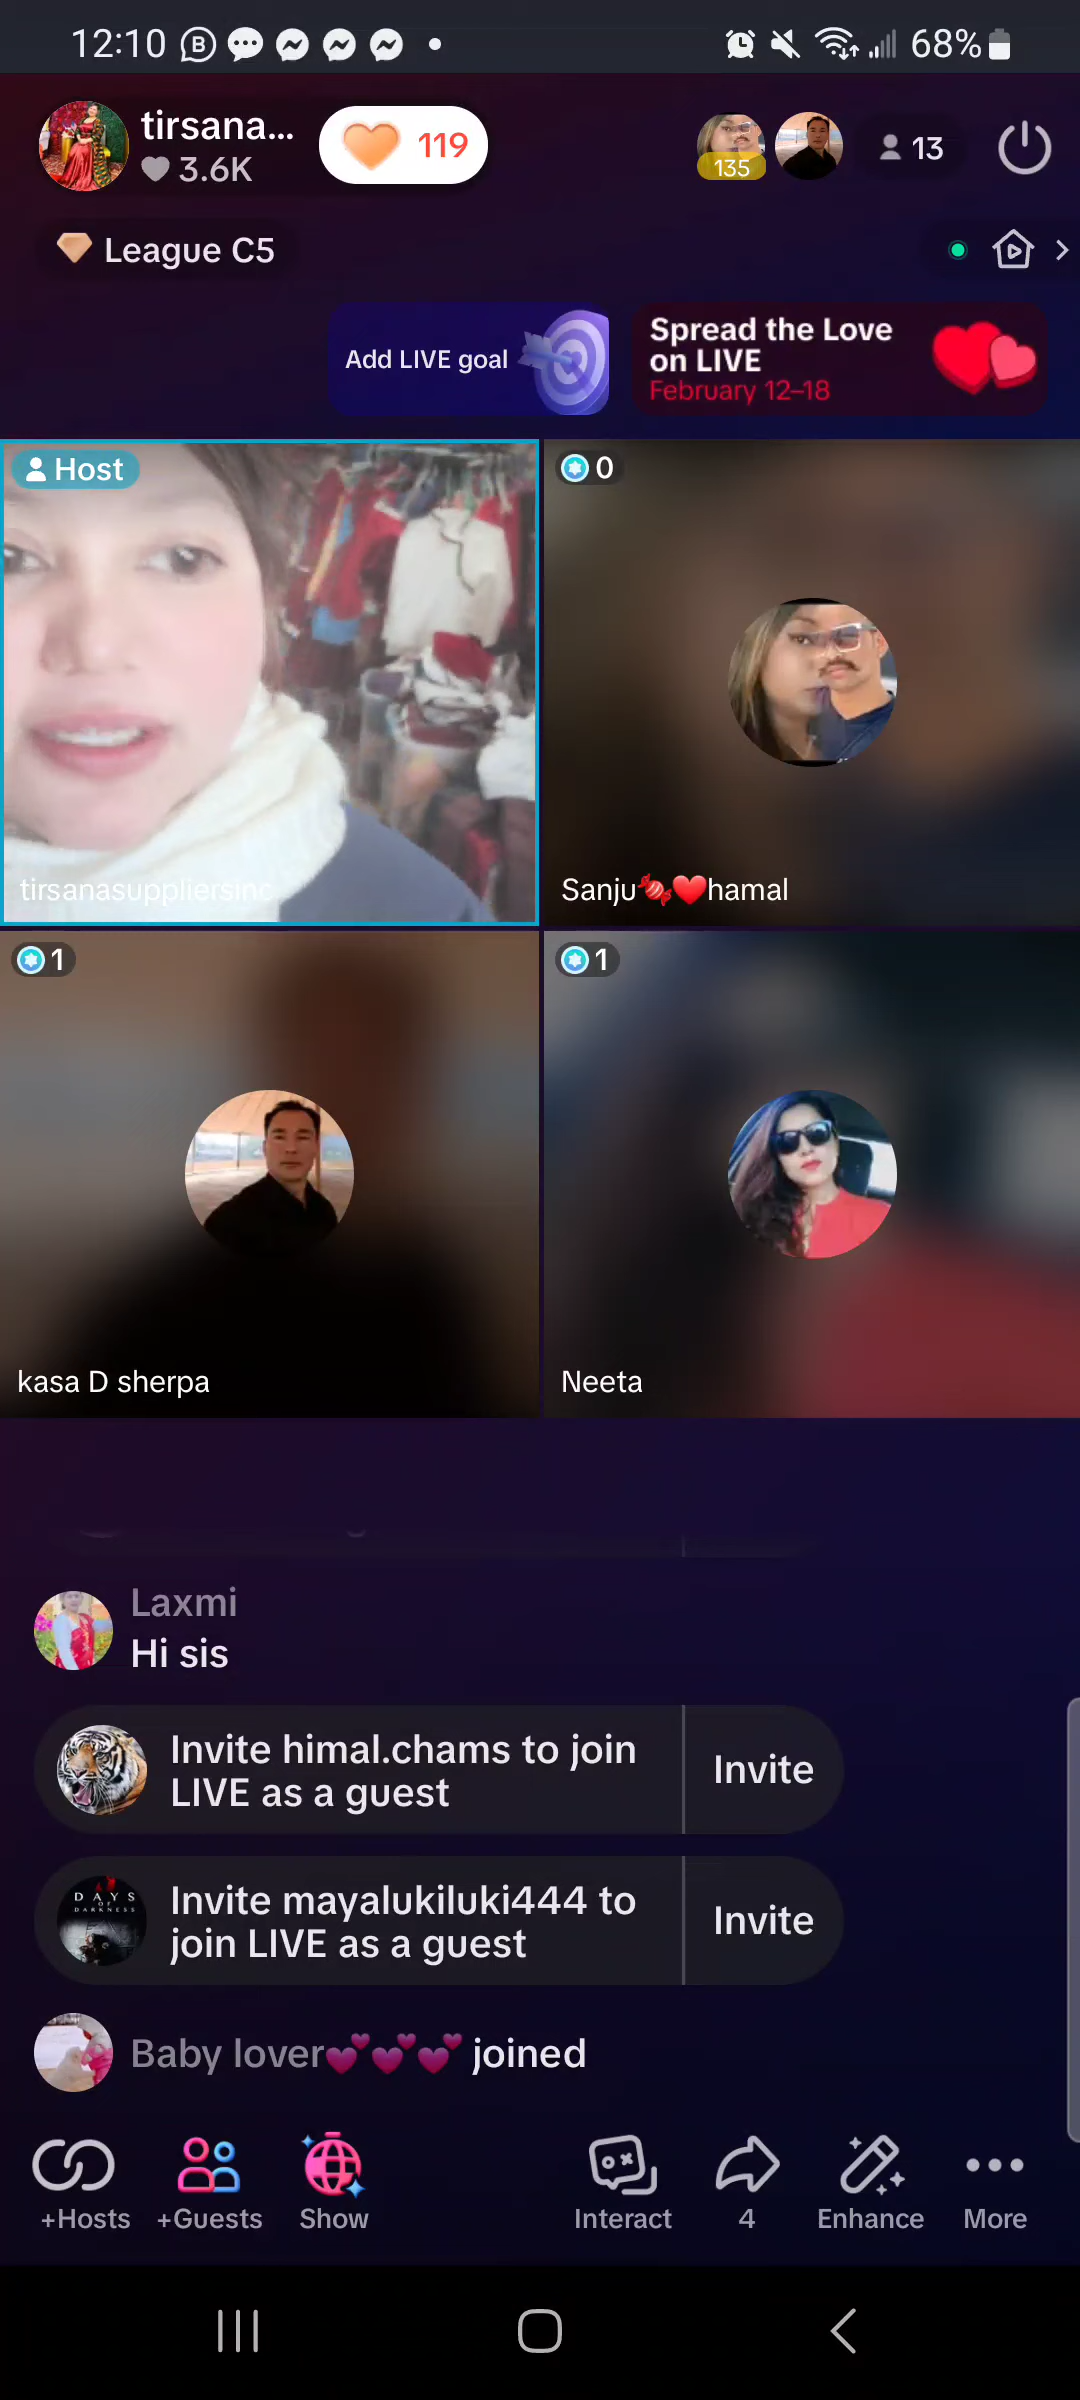 12:10
68%
tirsana...
3.6K
119
135
13
League C5
Add LIVE goal
Spread the Love
on LIVE
February 12–18
Host
tirsanasuppliersinc
0
Sanju🍬❤️hamal
1
kasa D sherpa
1
Neeta
Laxmi
Hi sis
Invite himal.chams to join
LIVE as a guest
Invite
DAYS
OF
DARKNESS
Invite mayalukiluki444 to
join LIVE as a guest
Invite
Baby lover💕💕💕 joined
+Hosts
+Guests
Show
Interact
4
Enhance
More